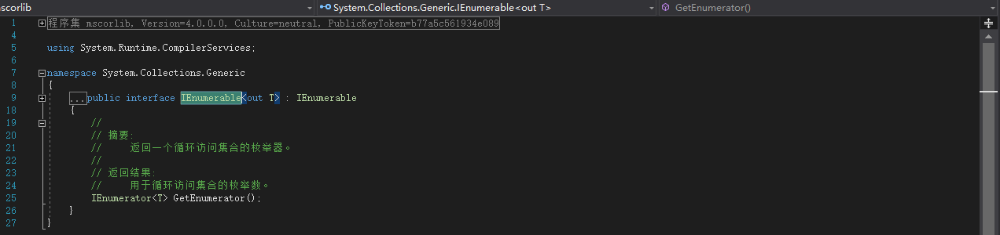 mscorlib System.Collections.Generic.IEnumerable<out T> GetEnumerator()
1 程序集 mscorlib, Version=4.0.0.0, Culture=neutral, PublicKeyToken=b77a5c561934e089
4
5 using System.Runtime.CompilerServices;
6
7 namespace System.Collections.Generic
8 {
9 ...public interface IEnumerable<out T> : IEnumerable
18 {
19 //
20 // 摘要:
21 // 返回一个循环访问集合的枚举器。
22 //
23 // 返回结果:
24 // 用于循环访问集合的枚举数。
25 IEnumerator<T> GetEnumerator();
26 }
27 }